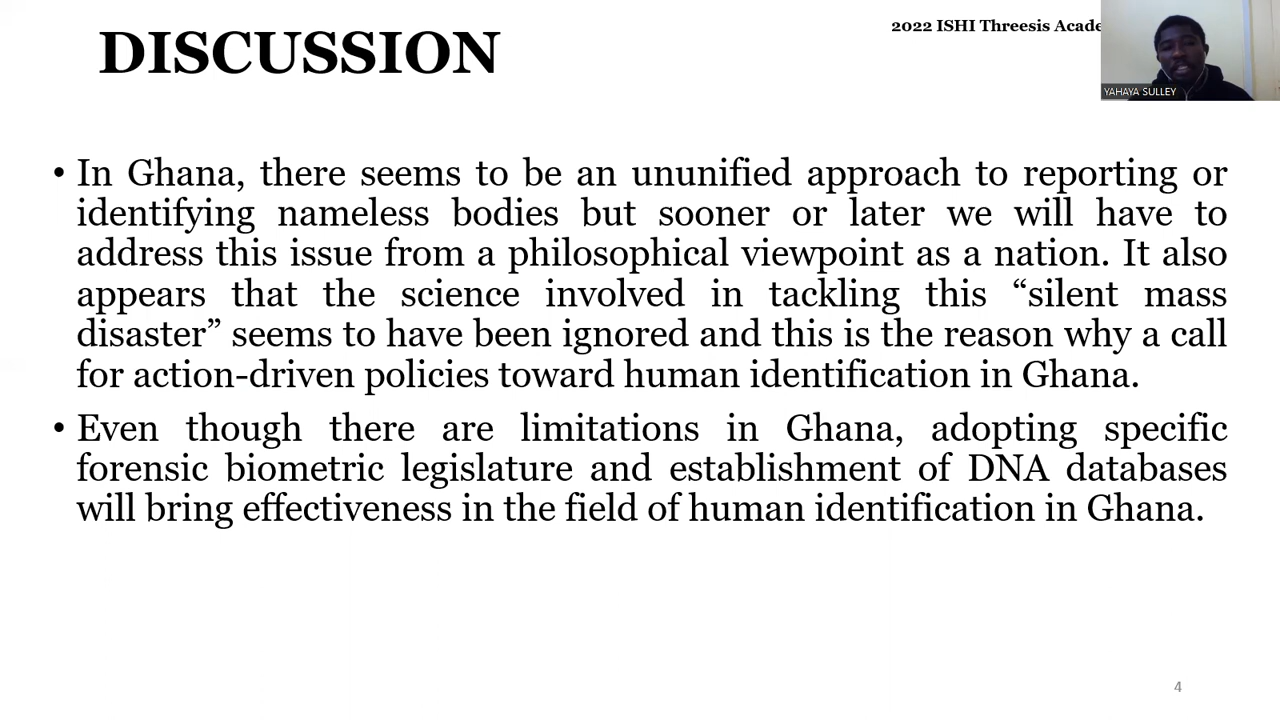 2022 ISHI Threesis Acade
DISCUSSION
YAHAYA SULLEY
• In Ghana, there seems to be an ununified approach to reporting or
identifying nameless bodies but sooner or later we will have to
address this issue from a philosophical viewpoint as a nation. It also
appears that the science involved in tackling this “silent mass
disaster” seems to have been ignored and this is the reason why a call
for action-driven policies toward human identification in Ghana.
• Even though there are limitations in Ghana, adopting specific
forensic biometric legislature and establishment of DNA databases
will bring effectiveness in the field of human identification in Ghana.
4